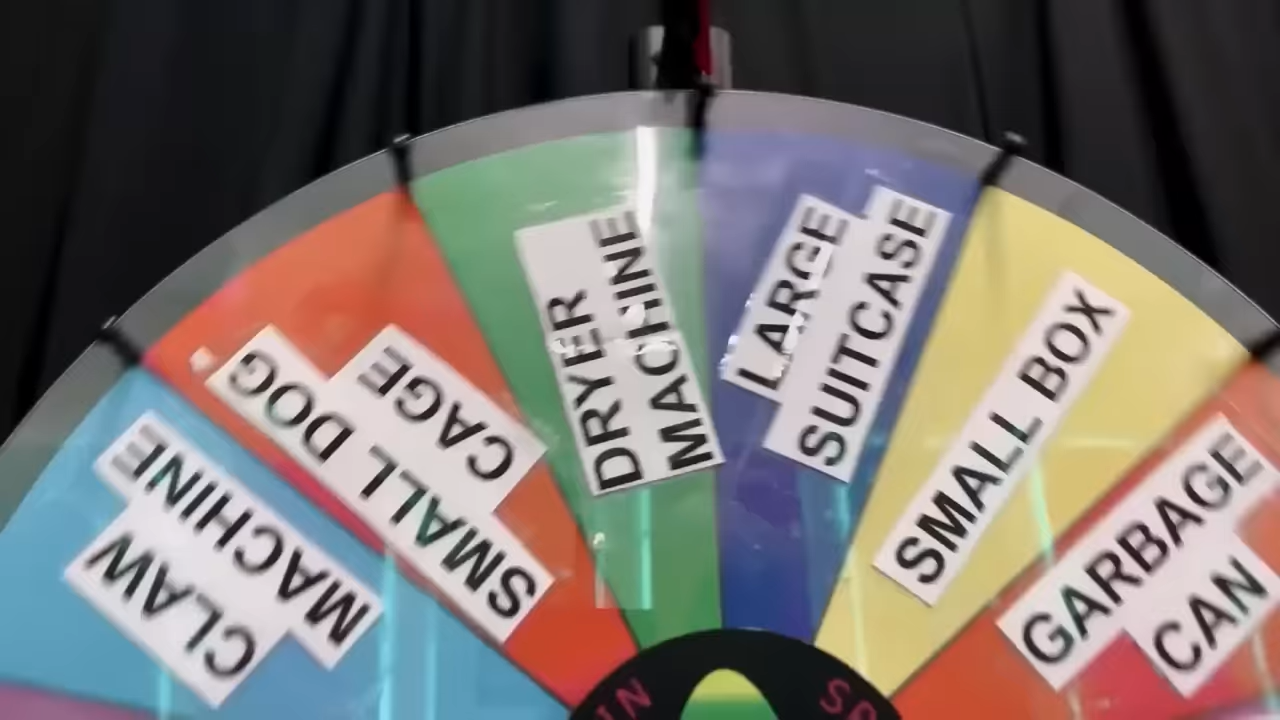 CLAW
MACHINE
SMALL DOG
CAGE
DRYER
MACHINE
LARGE
SUITCASE
SMALL BOX
GARBAGE
CAN